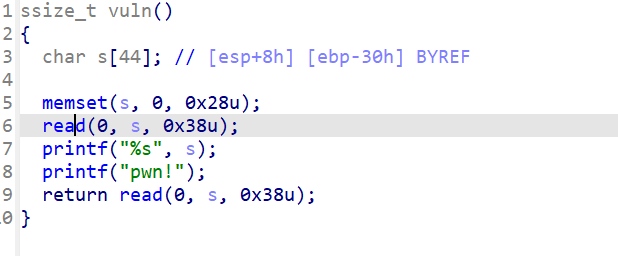 1 ssize_t vuln()
2 {
3   char s[44]; // [esp+8h] [ebp-30h] BYREF
4
5   memset(s, 0, 0x28u);
6   read(0, s, 0x38u);
7   printf("%s", s);
8   printf("pwn!");
9   return read(0, s, 0x38u);
0 }